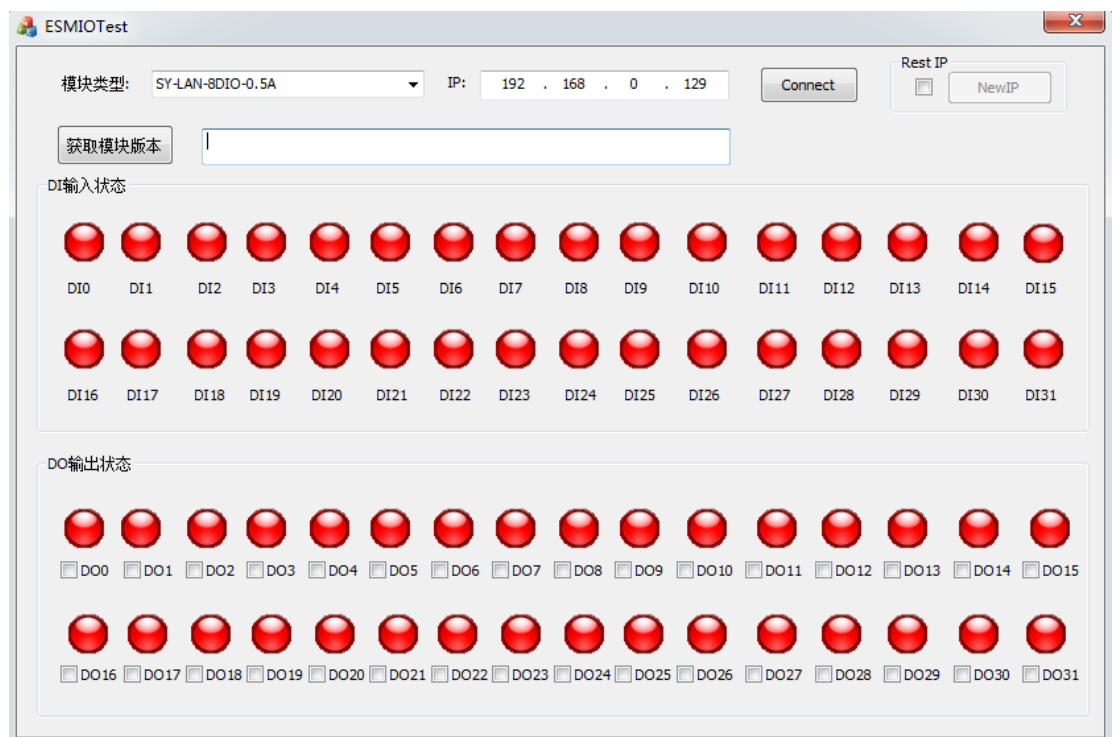 ESMIOTest
模块类型: SY-LAN-8DIO-0.5A IP: 192 . 168 . 0 . 129 Connect Rest IP NewIP
获取模块版本
DI输入状态
DI0 DI1 DI2 DI3 DI4 DI5 DI6 DI7 DI8 DI9 DI10 DI11 DI12 DI13 DI14 DI15
DI16 DI17 DI18 DI19 DI20 DI21 DI22 DI23 DI24 DI25 DI26 DI27 DI28 DI29 DI30 DI31
DO输出状态
DO0 DO1 DO2 DO3 DO4 DO5 DO6 DO7 DO8 DO9 DO10 DO11 DO12 DO13 DO14 DO15
DO16 DO17 DO18 DO19 DO20 DO21 DO22 DO23 DO24 DO25 DO26 DO27 DO28 DO29 DO30 DO31